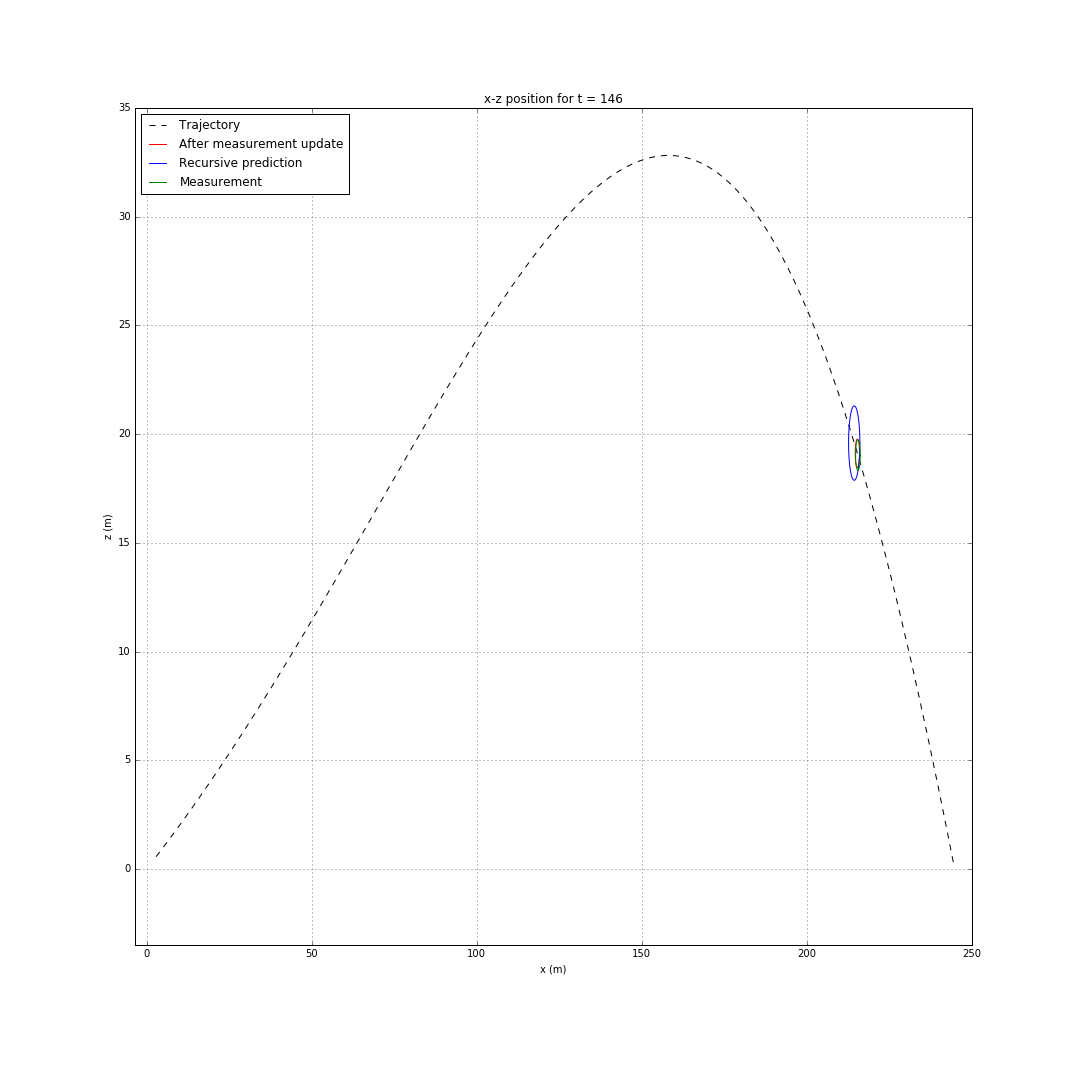 x-z position for t = 146
Trajectory
After measurement update
Recursive prediction
Measurement
35
30
25
20
15
10
5
0
z (m)
0 50 100 150 200 250
x (m)